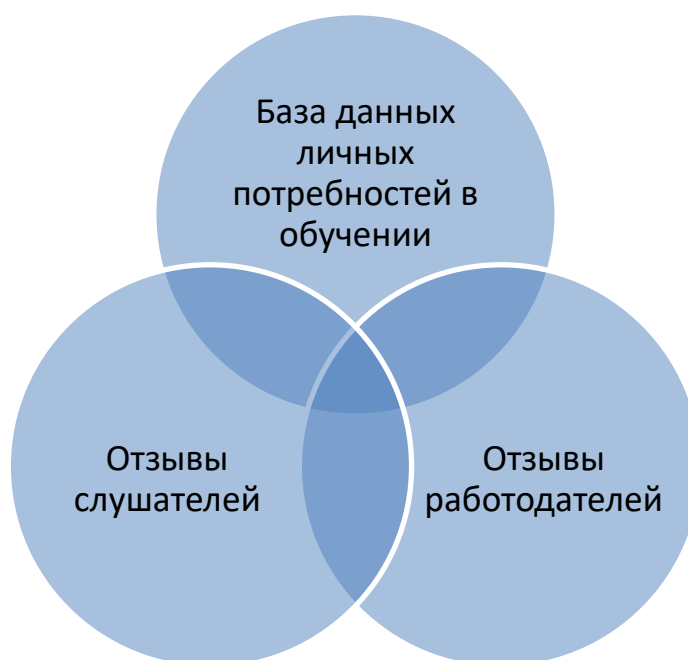 База данных
личных
потребностей в
обучении
Отзывы
слушателей
Отзывы
работодателей